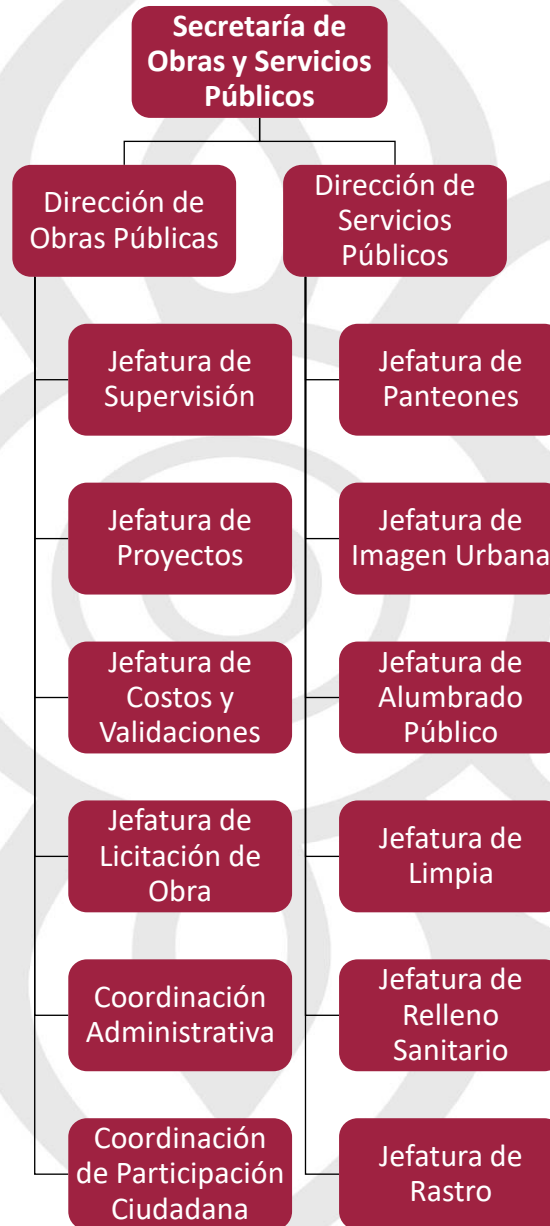 Secretaría de
Obras y Servicios
Públicos
Dirección de
Obras Públicas
Dirección de
Servicios
Públicos
Jefatura de
Supervisión
Jefatura de
Panteones
Jefatura de
Proyectos
Jefatura de
Imagen Urbana
Jefatura de
Costos y
Validaciones
Jefatura de
Alumbrado
Público
Jefatura de
Licitación de
Obra
Jefatura de
Limpia
Coordinación
Administrativa
Jefatura de
Relleno
Sanitario
Coordinación
de Participación
Ciudadana
Jefatura de
Rastro